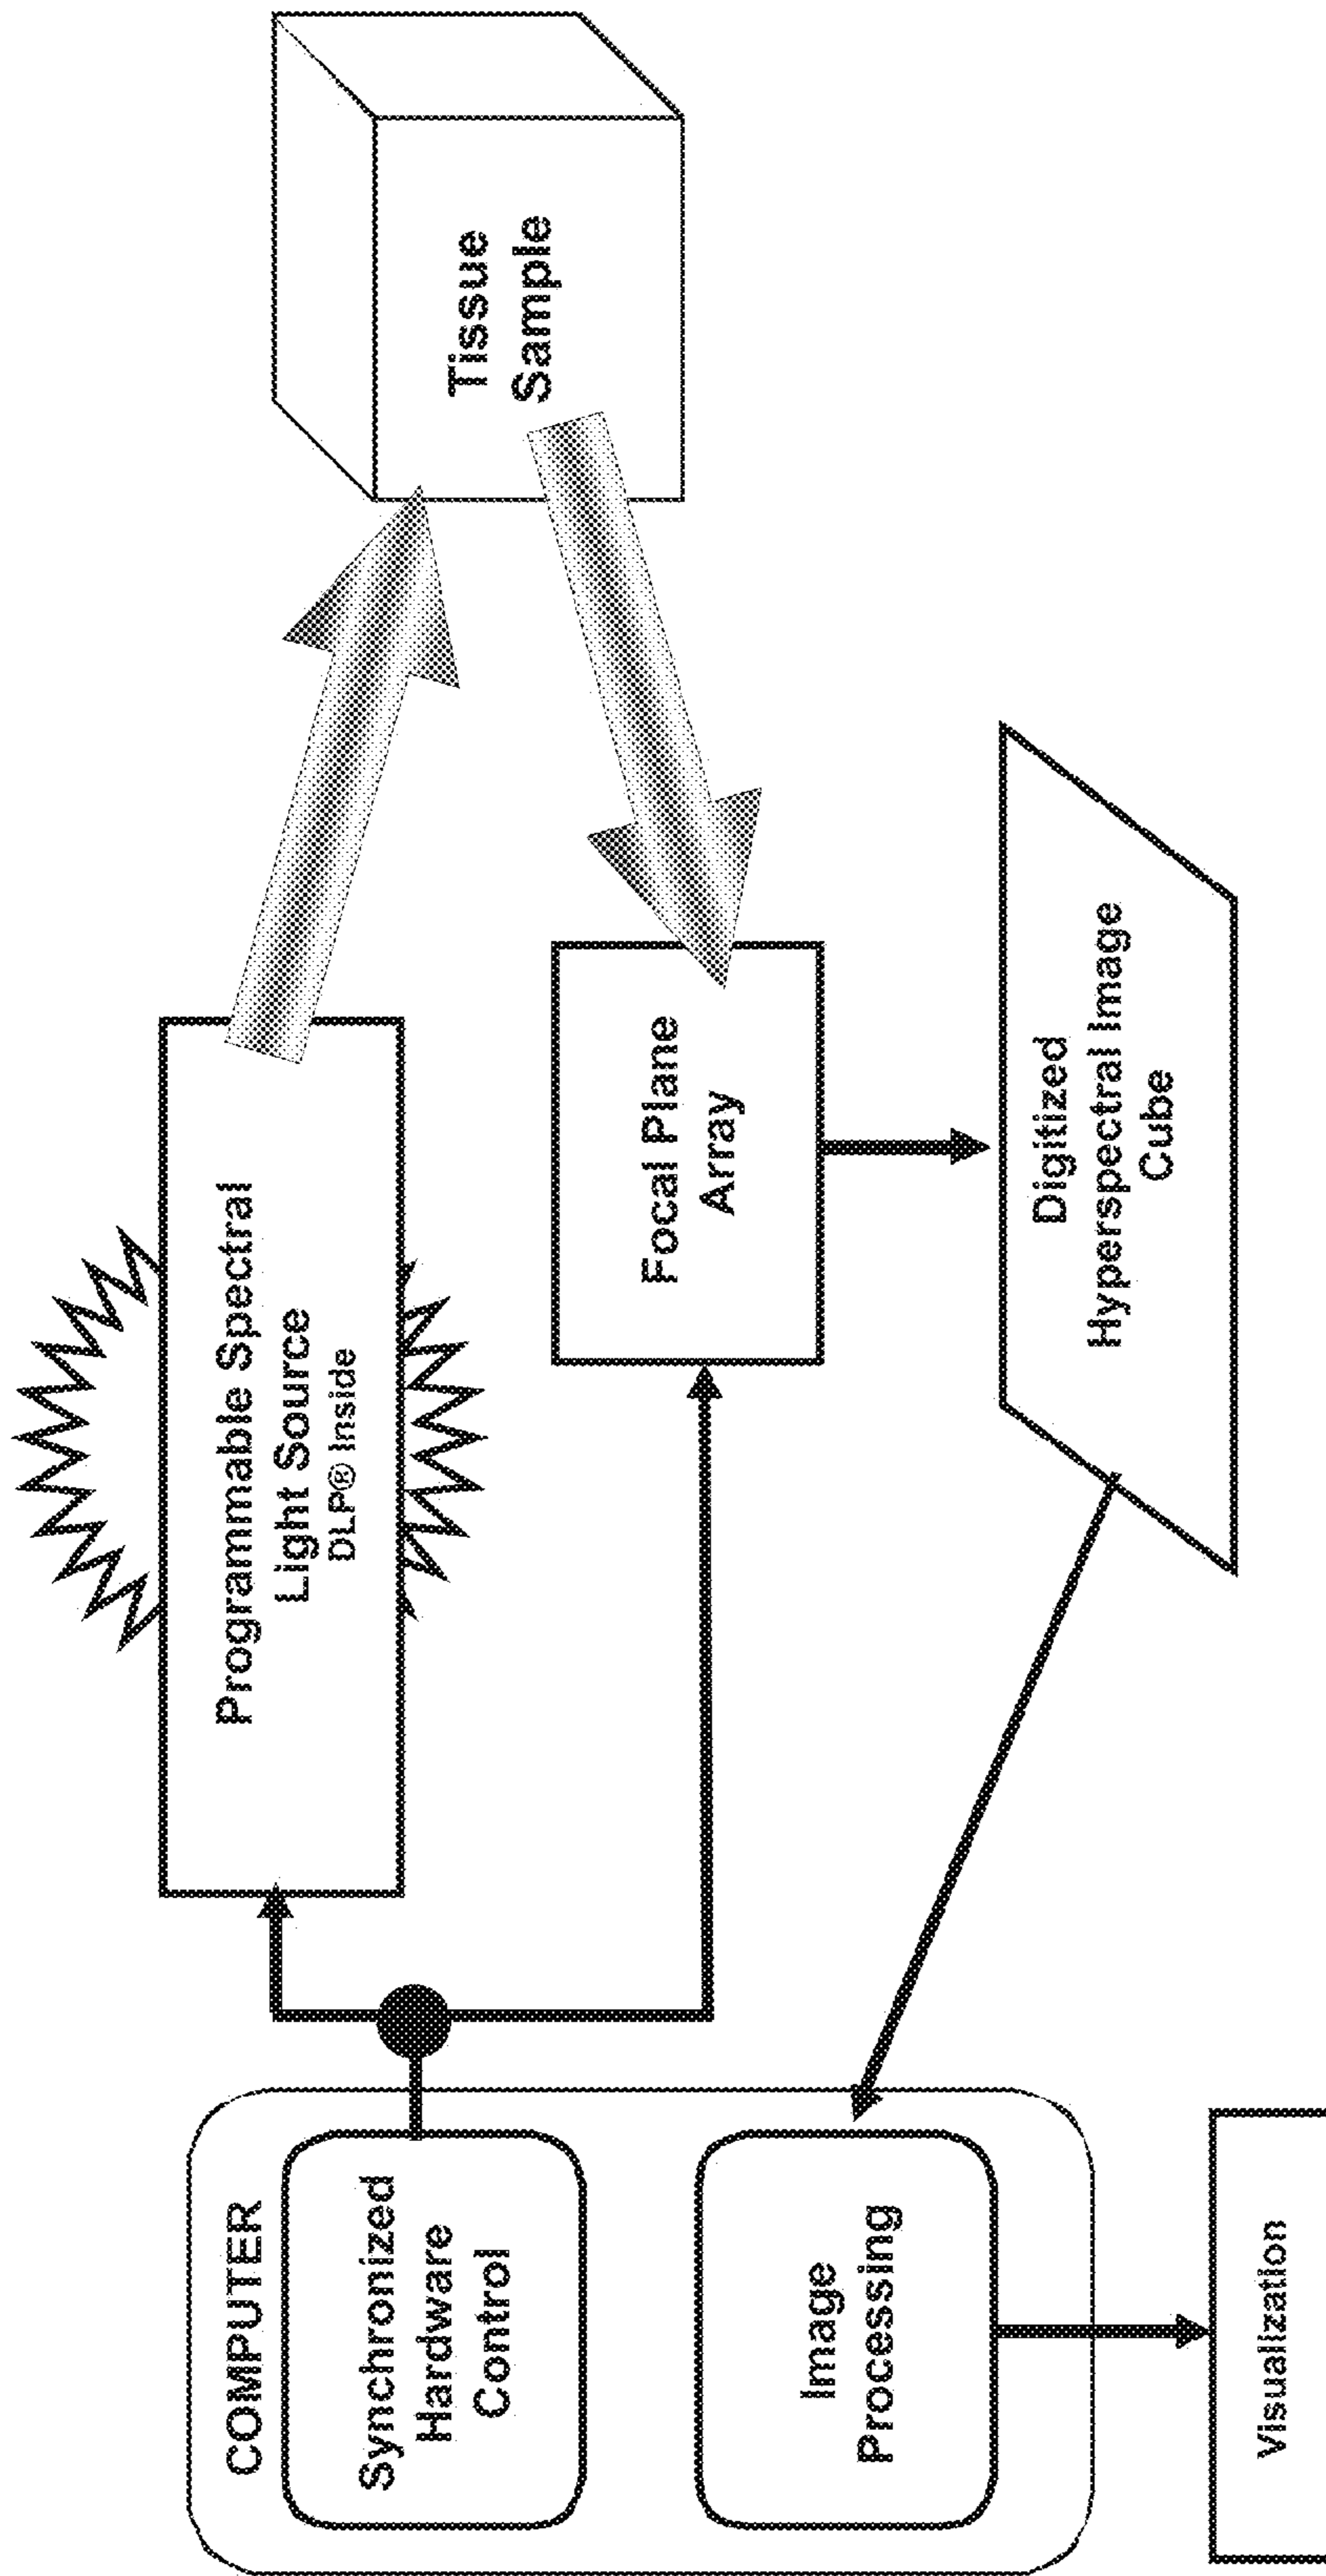 COMPUTER
Synchronized
Hardware
Control
Image
Processing
Visualization
Programmable Spectral
Light Source
DLP® Inside
Focal Plane
Array
Digitized
Hyperspectral Image
Cube
Tissue
Sample